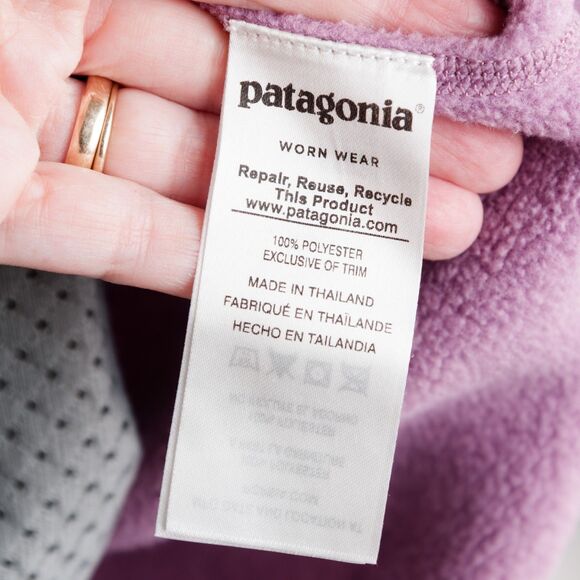 patagonia®
WORN WEAR
Repair, Reuse, Recycle
This Product
www.patagonia.com
100% POLYESTER
EXCLUSIVE OF TRIM
MADE IN THAILAND
FABRIQUÉ EN THAÏLANDE
HECHO EN TAILANDIA